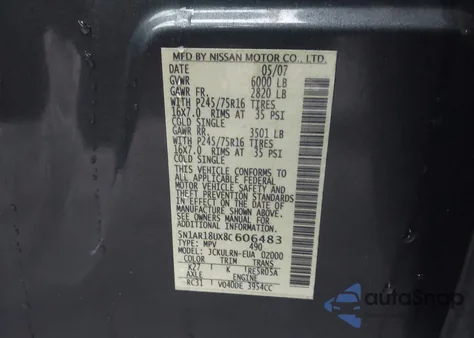 MFD BY NISSAN MOTOR CO., LTD.
DATE 05/07
GVWR 6000 LB
GAWR FR. 2820 LB
WITH P245/75R16 TIRES
16X7.0 RIMS AT 35 PSI
COLD SINGLE
GAWR RR. 3501 LB
WITH P245/75R16 TIRES
16X7.0 RIMS AT 35 PSI
COLD SINGLE
THIS VEHICLE CONFORMS TO
ALL APPLICABLE FEDERAL
MOTOR VEHICLE SAFETY AND
THEFT PREVENTION STANDARDS
IN EFFECT ON THE DATE OF
MANUFACTURE SHOWN ABOVE.
SEE OWNERS MANUAL FOR
ADDITIONAL INFORMATION.
5N1AR18UX8C606483
TYPE: MPV 490
MODEL: JCXULRN-EUA 02000
COLOR TRIM TRANS
K27 K TRE5R05A
AXLE ENGINE
RC31 VQ40DE 3954CC
autoSnap